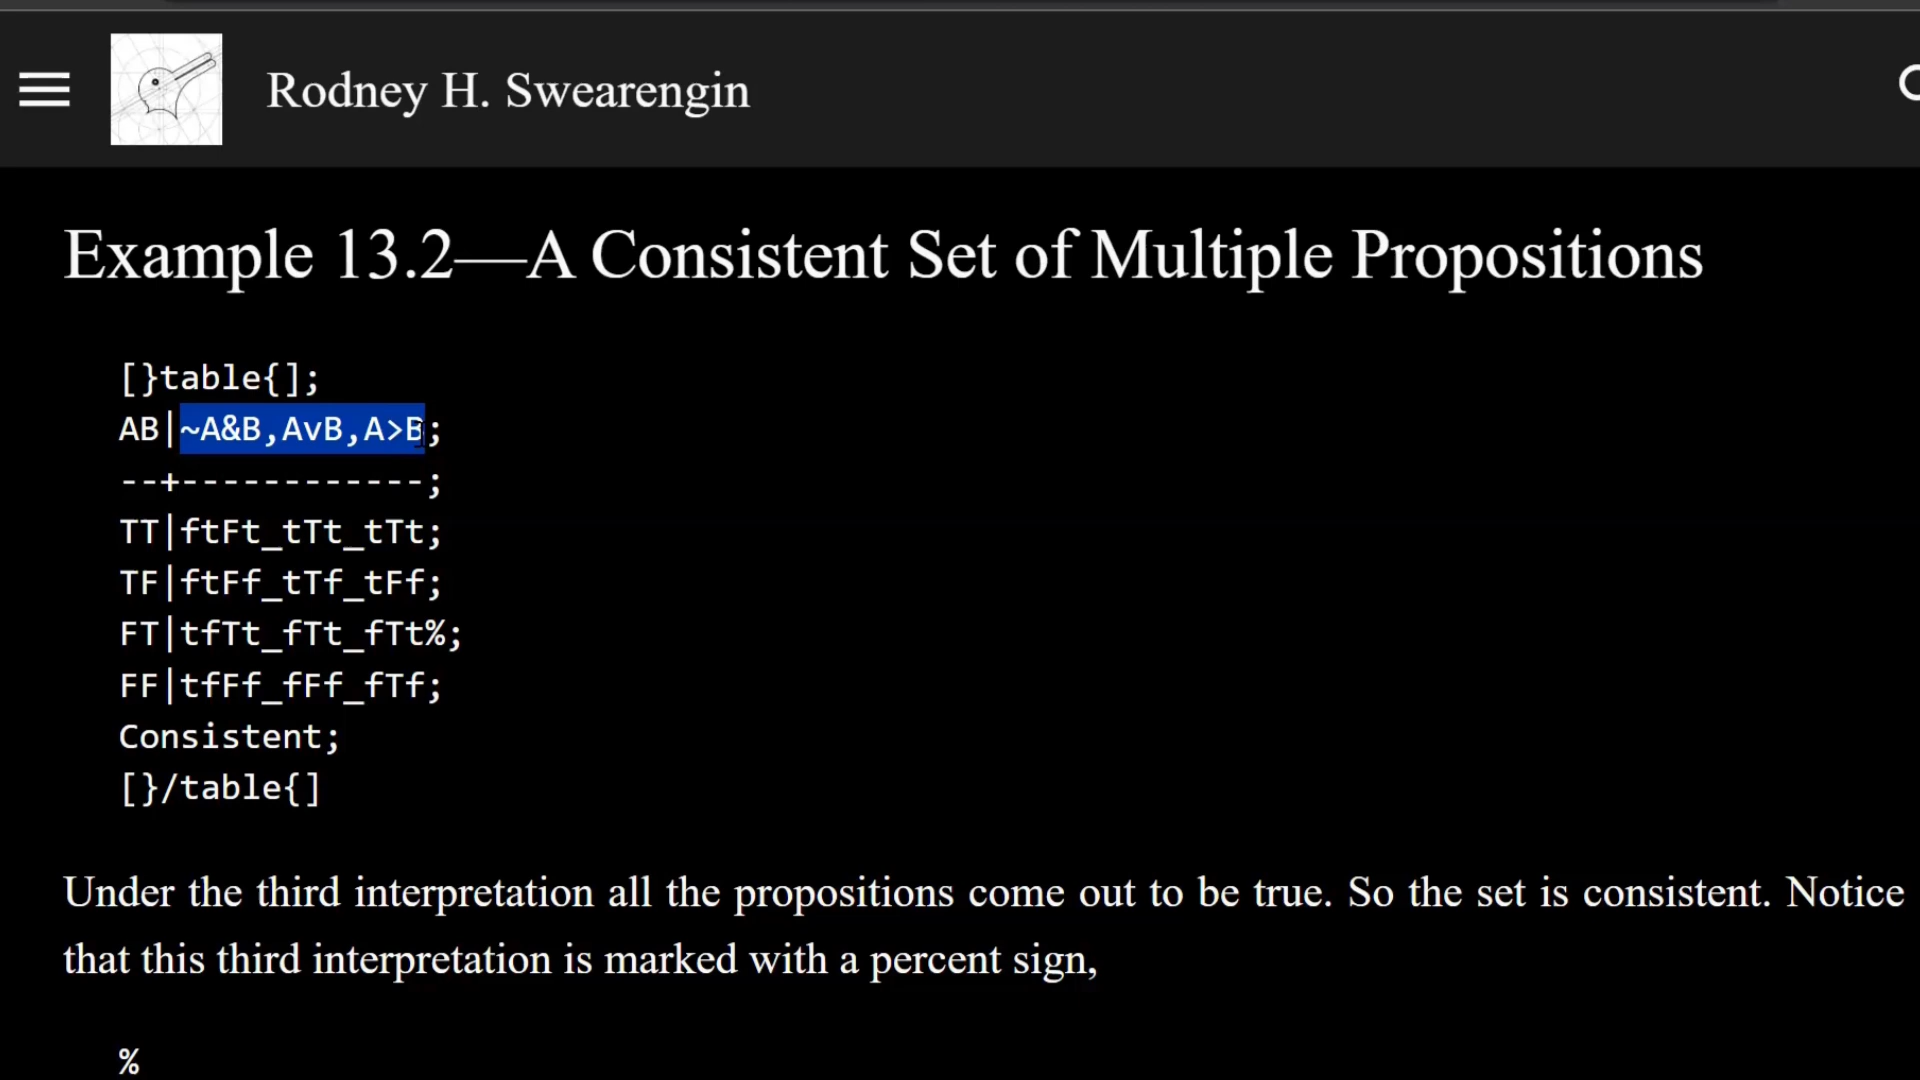 Rodney H. Swearengin
Example 13.2—A Consistent Set of Multiple Propositions
[}table{];
AB|~A&B,AvB,A>B;
--+------------;
TT|ftFt_tTt_tTt;
TF|ftFf_tTf_tFf;
FT|tfTt_fTt_fTt%;
FF|tfFf_fFf_fTf;
Consistent;
[}/table{]
Under the third interpretation all the propositions come out to be true. So the set is consistent. Notice
that this third interpretation is marked with a percent sign,
%